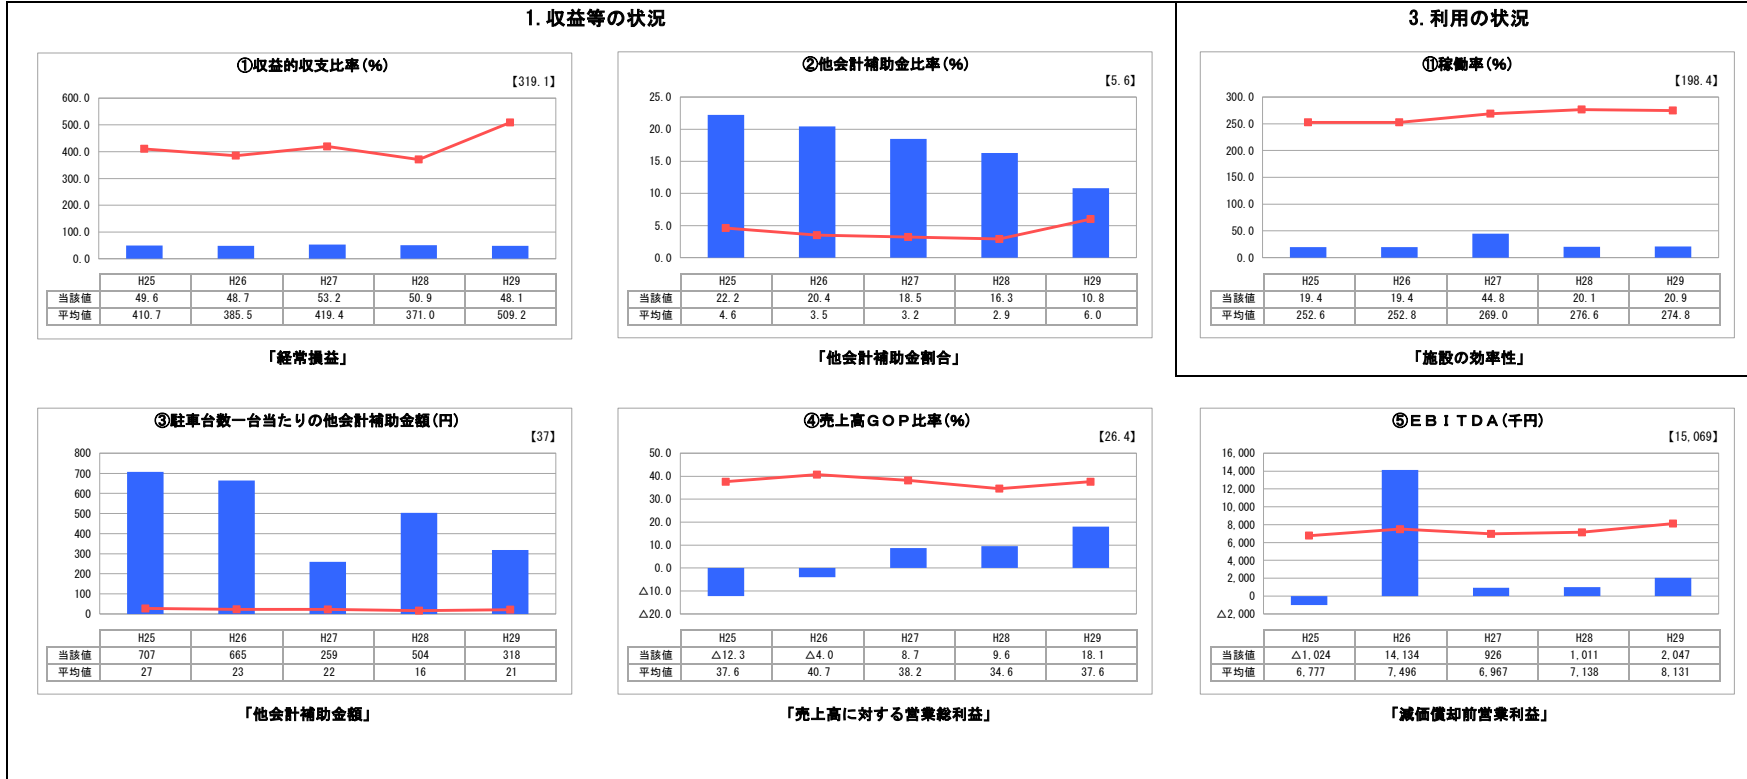 1. 収益等の状況
3. 利用の状況
①収益的収支比率(%)
【319.1】
600.0
500.0
400.0
300.0
200.0
100.0
0.0
H25 H26 H27 H28 H29
当該値 49.6 48.7 53.2 50.9 48.1
平均値 410.7 385.5 419.4 371.0 509.2
「経常損益」
②他会計補助金比率(%)
【5.6】
25.0
20.0
15.0
10.0
5.0
0.0
H25 H26 H27 H28 H29
当該値 22.2 20.4 18.5 16.3 10.8
平均値 4.6 3.5 3.2 2.9 6.0
「他会計補助金割合」
⑪稼働率(%)
【198.4】
300.0
250.0
200.0
150.0
100.0
50.0
0.0
H25 H26 H27 H28 H29
当該値 19.4 19.4 44.8 20.1 20.9
平均値 252.6 252.8 269.0 276.6 274.8
「施設の効率性」
③駐車台数一台当たりの他会計補助金額(円)
【37】
800
700
600
500
400
300
200
100
0
H25 H26 H27 H28 H29
当該値 707 665 259 504 318
平均値 27 23 22 16 21
「他会計補助金額」
④売上高GOP比率(%)
【26.4】
50.0
40.0
30.0
20.0
10.0
0.0
△10.0
△20.0
H25 H26 H27 H28 H29
当該値 △12.3 △4.0 8.7 9.6 18.1
平均値 37.6 40.7 38.2 34.6 37.6
「売上高に対する営業総利益」
⑤EBITDA(千円)
【15,069】
16,000
14,000
12,000
10,000
8,000
6,000
4,000
2,000
0
△2,000
H25 H26 H27 H28 H29
当該値 △1,024 14,134 926 1,011 2,047
平均値 6,777 7,496 6,967 7,138 8,131
「減価償却前営業利益」